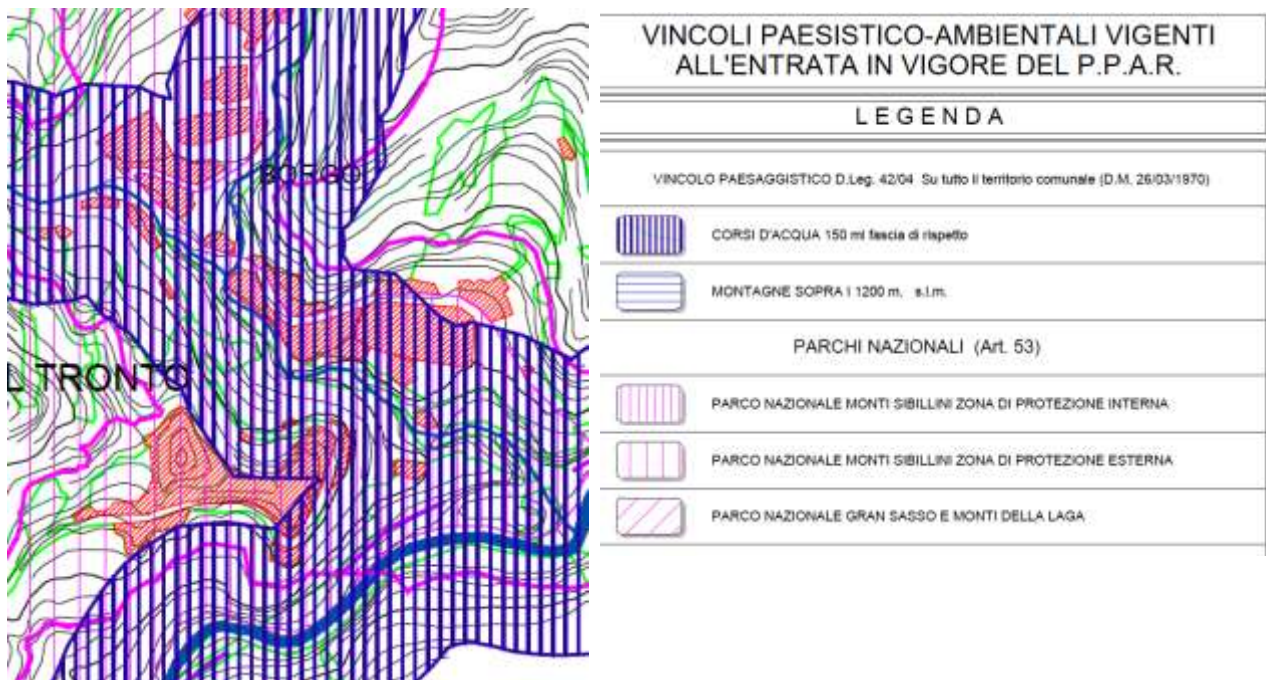 BORGO
L TRONTO
VINCOLI PAESISTICO-AMBIENTALI VIGENTI
ALL'ENTRATA IN VIGORE DEL P.P.A.R.
LEGENDA
VINCOLO PAESAGGISTICO D.Leg. 42/04 Su tutto il territorio comunale (D.M. 26/03/1970)
CORSI D'ACQUA 150 ml fascia di rispetto
MONTAGNE SOPRA I 1200 m. s.l.m.
PARCHI NAZIONALI (Art. 53)
PARCO NAZIONALE MONTI SIBILLINI ZONA DI PROTEZIONE INTERNA
PARCO NAZIONALE MONTI SIBILLINI ZONA DI PROTEZIONE ESTERNA
PARCO NAZIONALE GRAN SASSO E MONTI DELLA LAGA